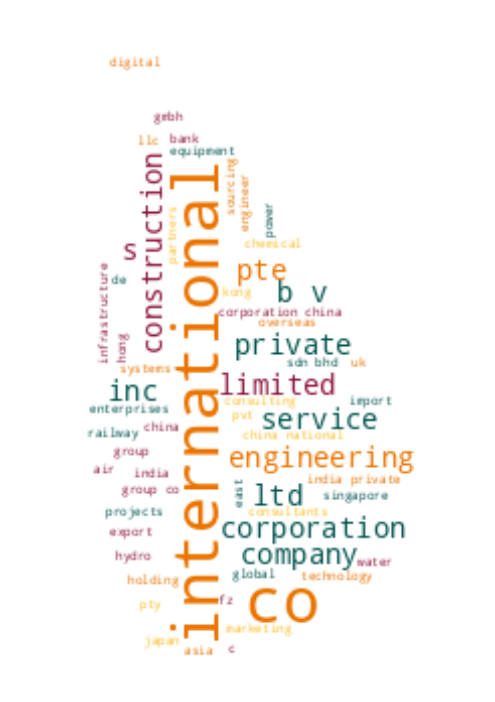 digital
gmbh
llc
bank
equipment
construction
international
sourcing
engineer
power
partners
chemical
s
pte
de
infrastructure
kong
b v
corporation china
overseas
hong
private
systems
sdn bhd
uk
inc
limited
consulting
import
enterprises
pvt
service
railway
china
china national
group
engineering
air
india
india private
group co
east
ltd
singapore
projects
consultants
export
corporation
hydro
company
water
holding
global
technology
pty
fz
co
marketing
japan
asia
c